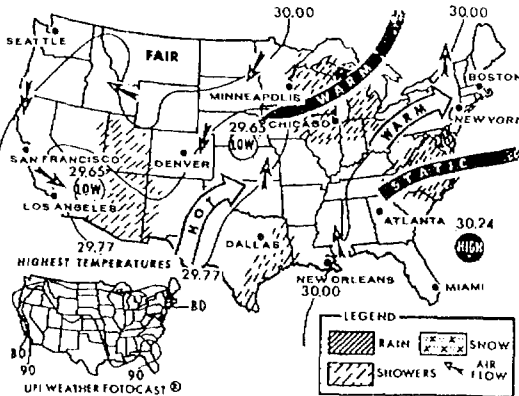 30.00
30.00
SEATTLE
FAIR
MINNEAPOLIS
WARM
BOSTON
NEW YORK
29.65
LOW
CHICAGO
WARM
SAN FRANCISCO
DENVER
29.65
LOW
STATIC
LOS ANGELES
HOT
ATLANTA
30.24
HIGH
29.77
DALLAS
HIGHEST TEMPERATURES
29.77
NEW ORLEANS
30.00
MIAMI
80
80
90
90
UPI WEATHER FOTOCAST ®
LEGEND
RAIN
SNOW
SHOWERS
AIR FLOW